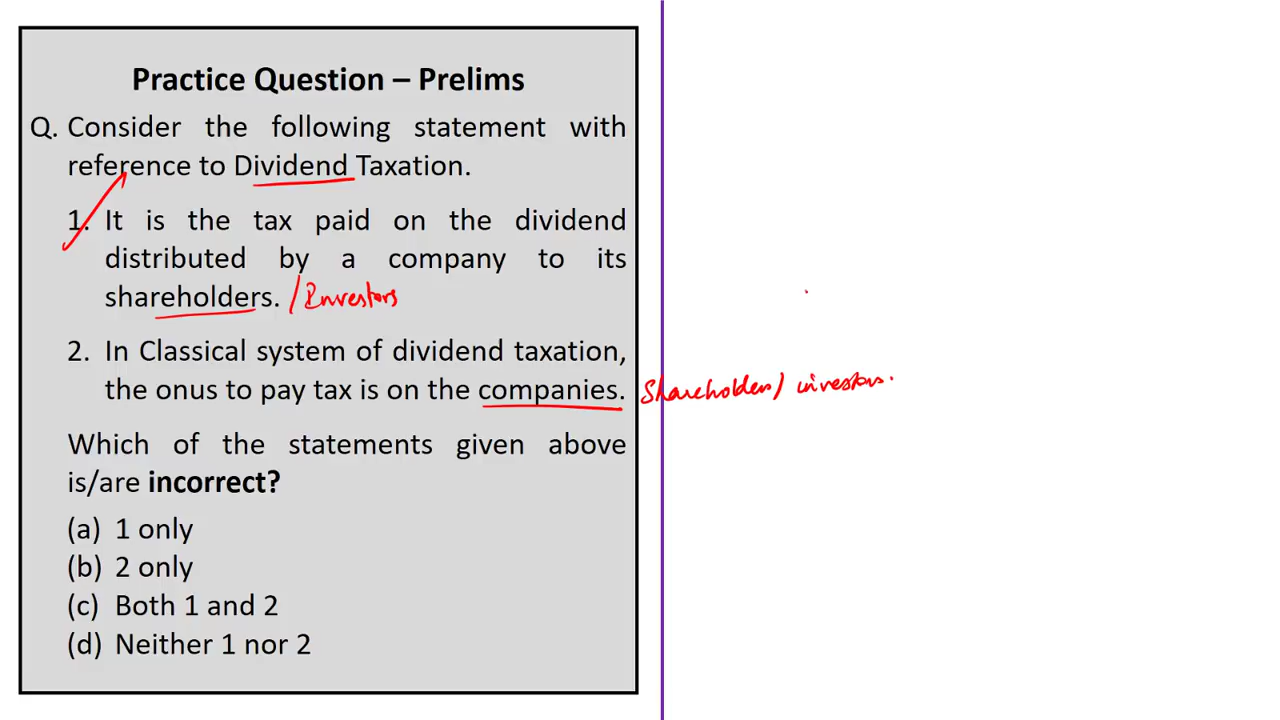 Practice Question – Prelims
Q. Consider the following statement with
reference to Dividend Taxation.
1. It is the tax paid on the dividend
distributed by a company to its
shareholders. / Investors
2. In Classical system of dividend taxation,
the onus to pay tax is on the companies. Shareholders/ investors.
Which of the statements given above
is/are incorrect?
(a) 1 only
(b) 2 only
(c) Both 1 and 2
(d) Neither 1 nor 2